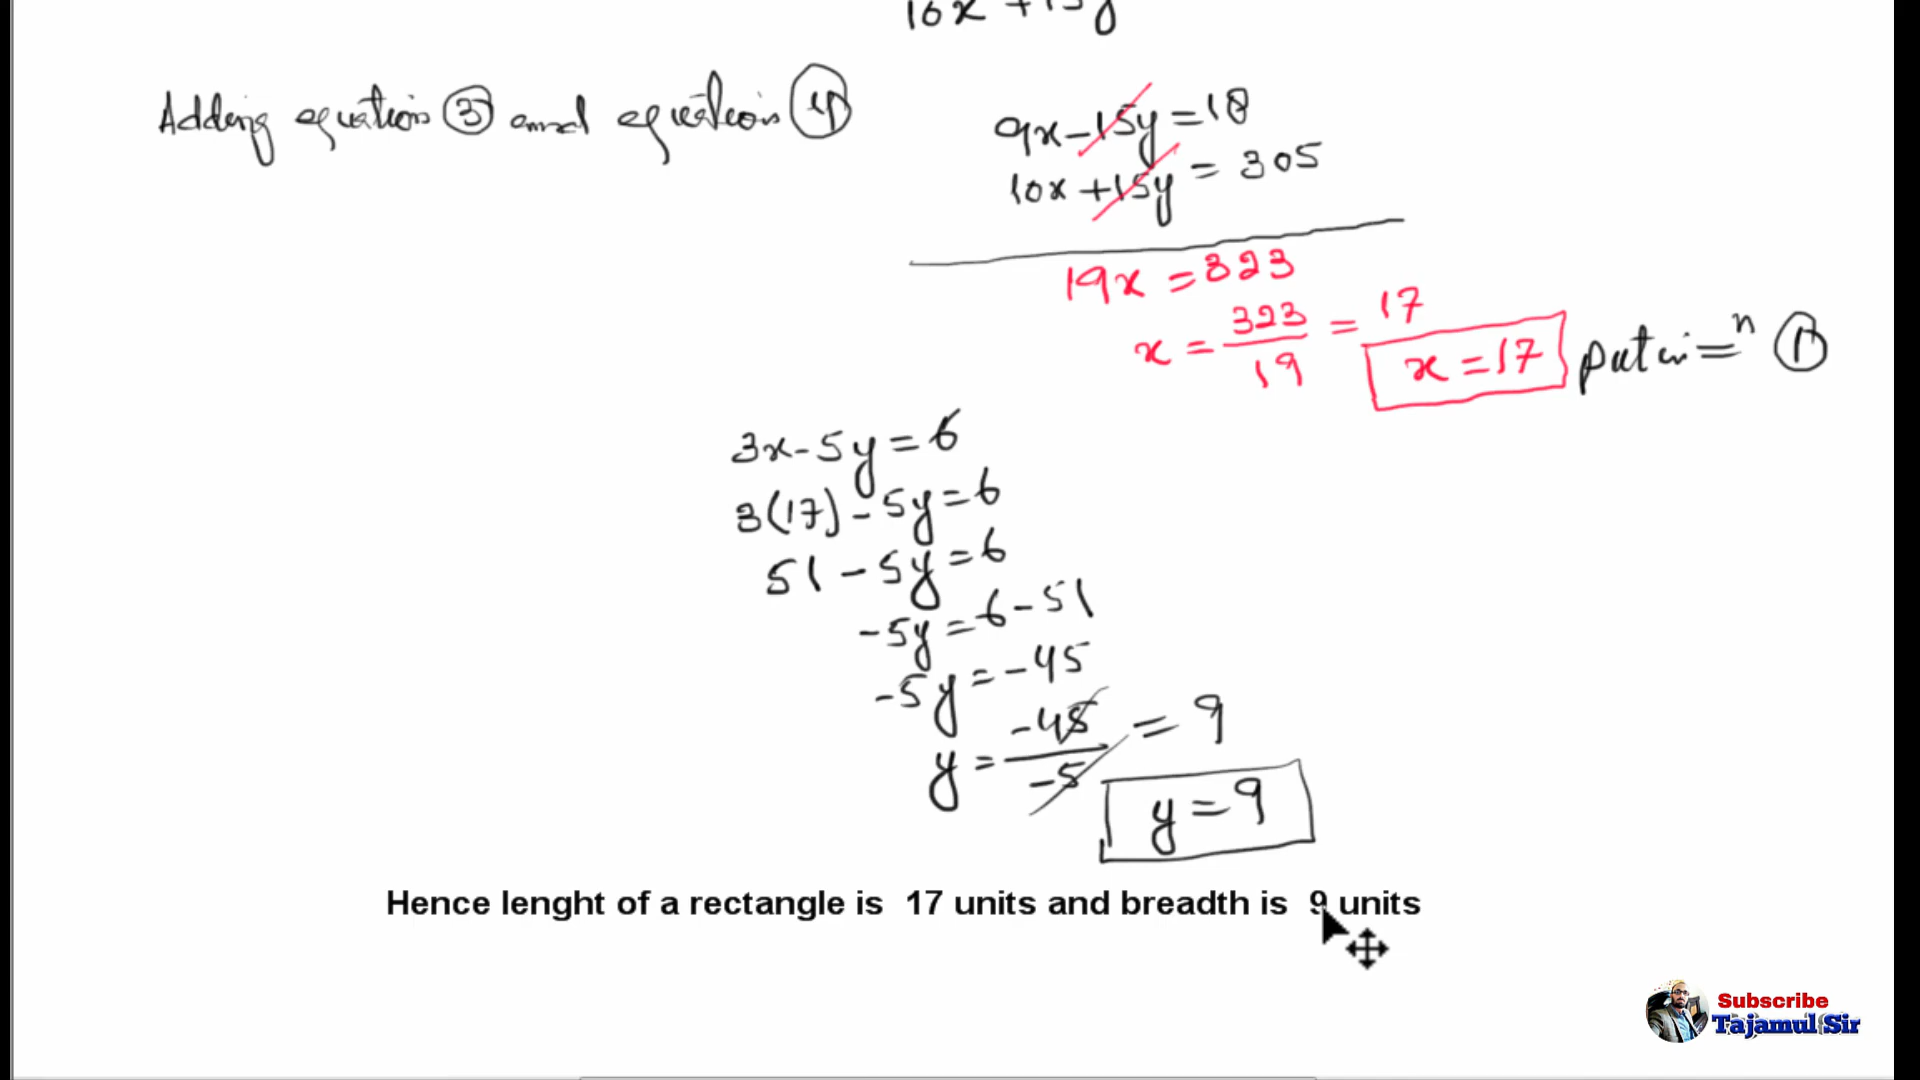 10x +15y
Adding equation ③ and equation ④
9x-15y=18
10x +15y = 305
19x =323
x = 323/19 = 17
x =17 put in =ⁿ ①
3x-5y=6
3(17)-5y=6
51-5y=6
-5y=6-51
-5y=-45
y= -45/-5 = 9
y=9
Hence lenght of a rectangle is 17 units and breadth is 9 units
Subscribe
Tajamul Sir